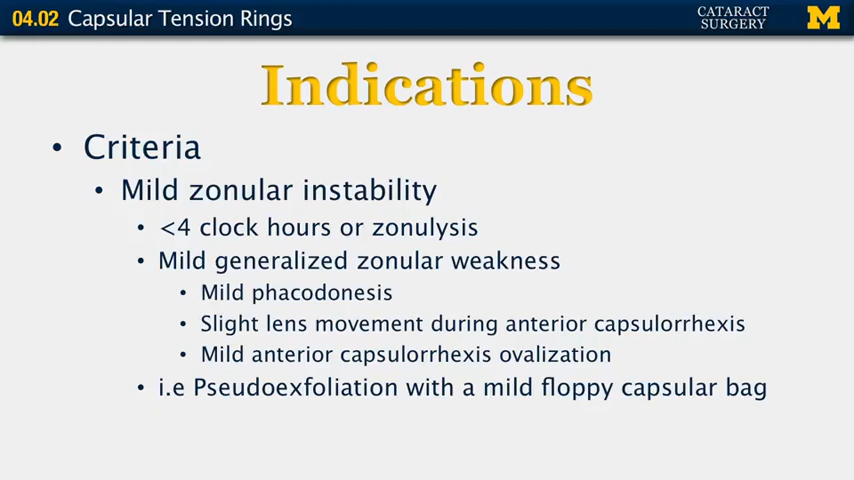 04.02 Capsular Tension Rings
CATARACT
SURGERY
M
Indications
• Criteria
• Mild zonular instability
• <4 clock hours or zonulysis
• Mild generalized zonular weakness
• Mild phacodonesis
• Slight lens movement during anterior capsulorrhexis
• Mild anterior capsulorrhexis ovalization
• i.e Pseudoexfoliation with a mild floppy capsular bag